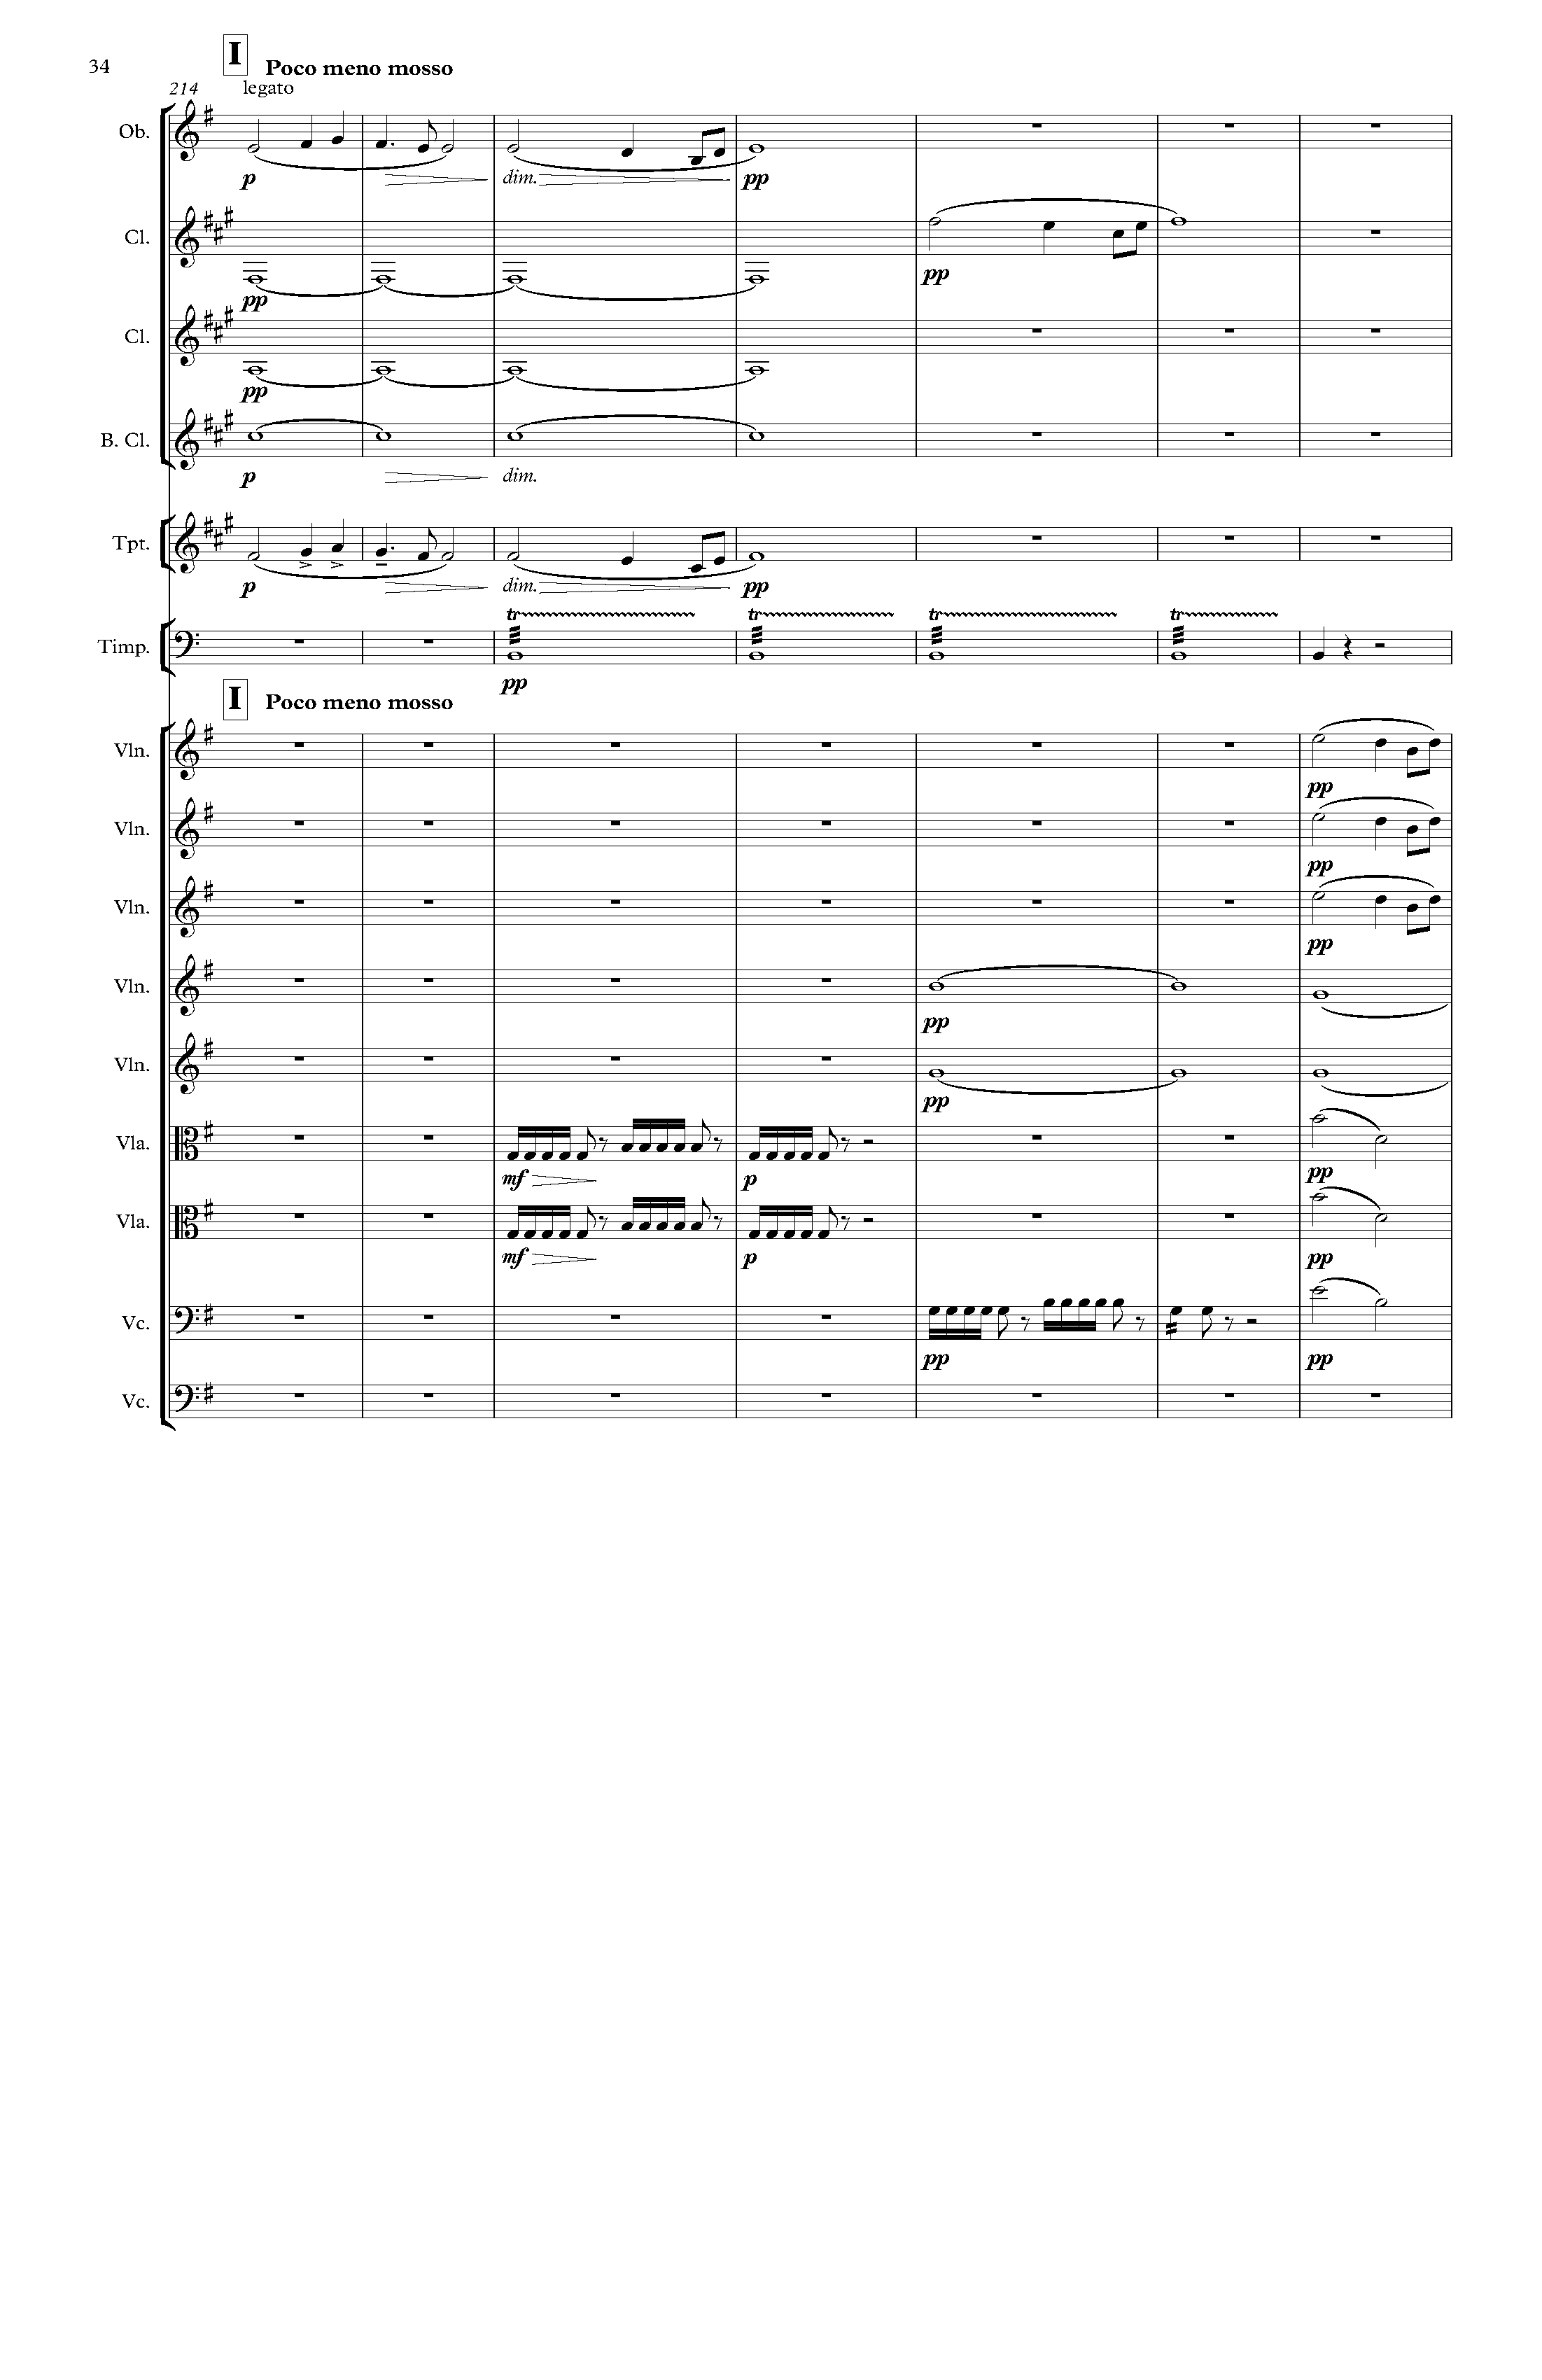 34
I Poco meno mosso
214 legato
Ob.
p dim. pp
Cl.
pp pp
Cl.
pp
B. Cl.
p dim.
Tpt.
p dim. pp
tr tr tr tr
Timp.
pp
I Poco meno mosso
Vln.
pp
Vln.
pp
Vln.
pp
Vln.
pp
Vln.
pp
Vla.
mf p pp
Vla.
mf p pp
Vc.
pp pp
Vc.